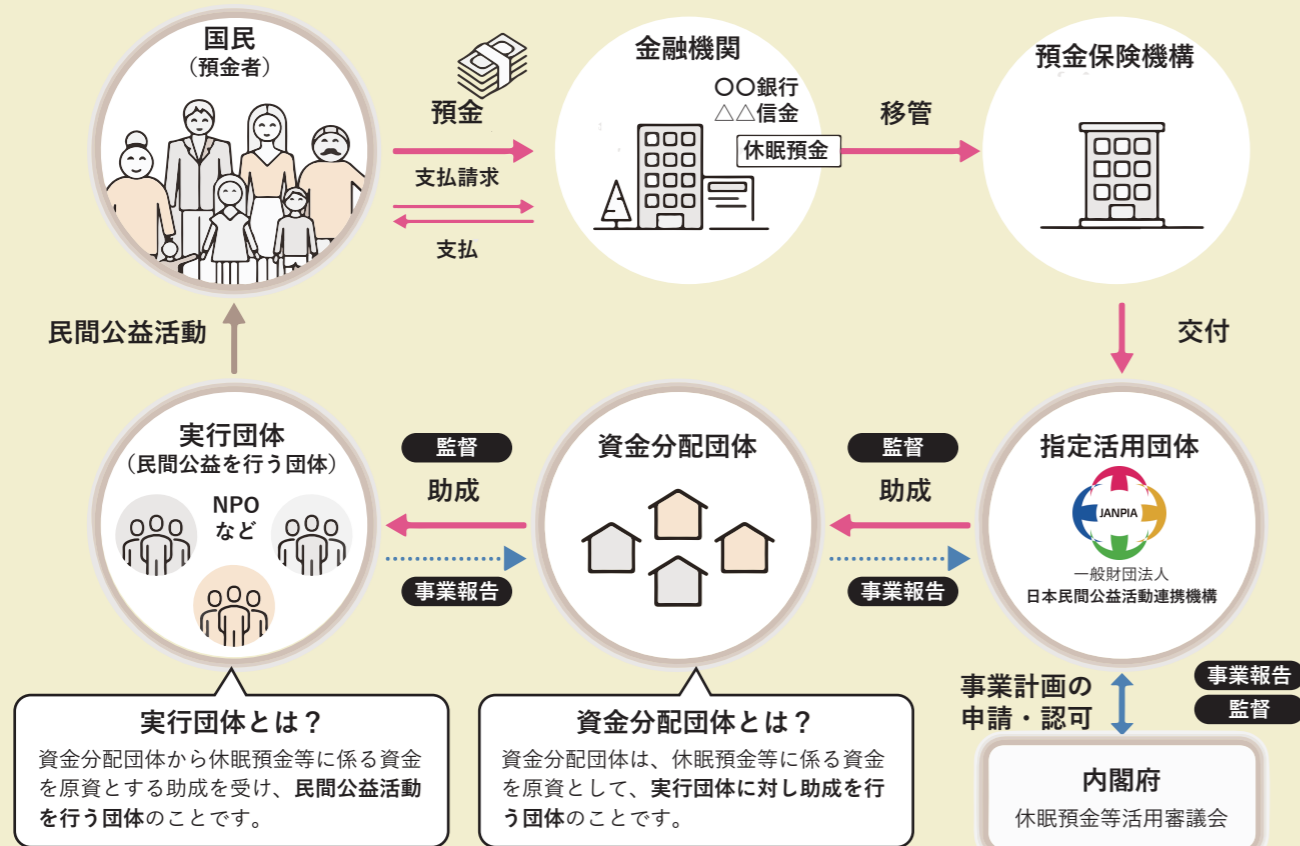 国民
（預金者）
預金
支払請求
支払
金融機関
〇〇銀行
△△信金
休眠預金
移管
預金保険機構
民間公益活動
交付
実行団体
（民間公益を行う団体）
NPO
など
監督
助成
事業報告
資金分配団体
監督
助成
事業報告
指定活用団体
JANPIA
一般財団法人
日本民間公益活動連携機構
実行団体とは？
資金分配団体から休眠預金等に係る資金
を原資とする助成を受け、民間公益活動
を行う団体のことです。
資金分配団体とは？
資金分配団体は、休眠預金等に係る資金
を原資として、実行団体に対し助成を行
う団体のことです。
事業計画の
申請・認可
事業報告
監督
内閣府
休眠預金等活用審議会